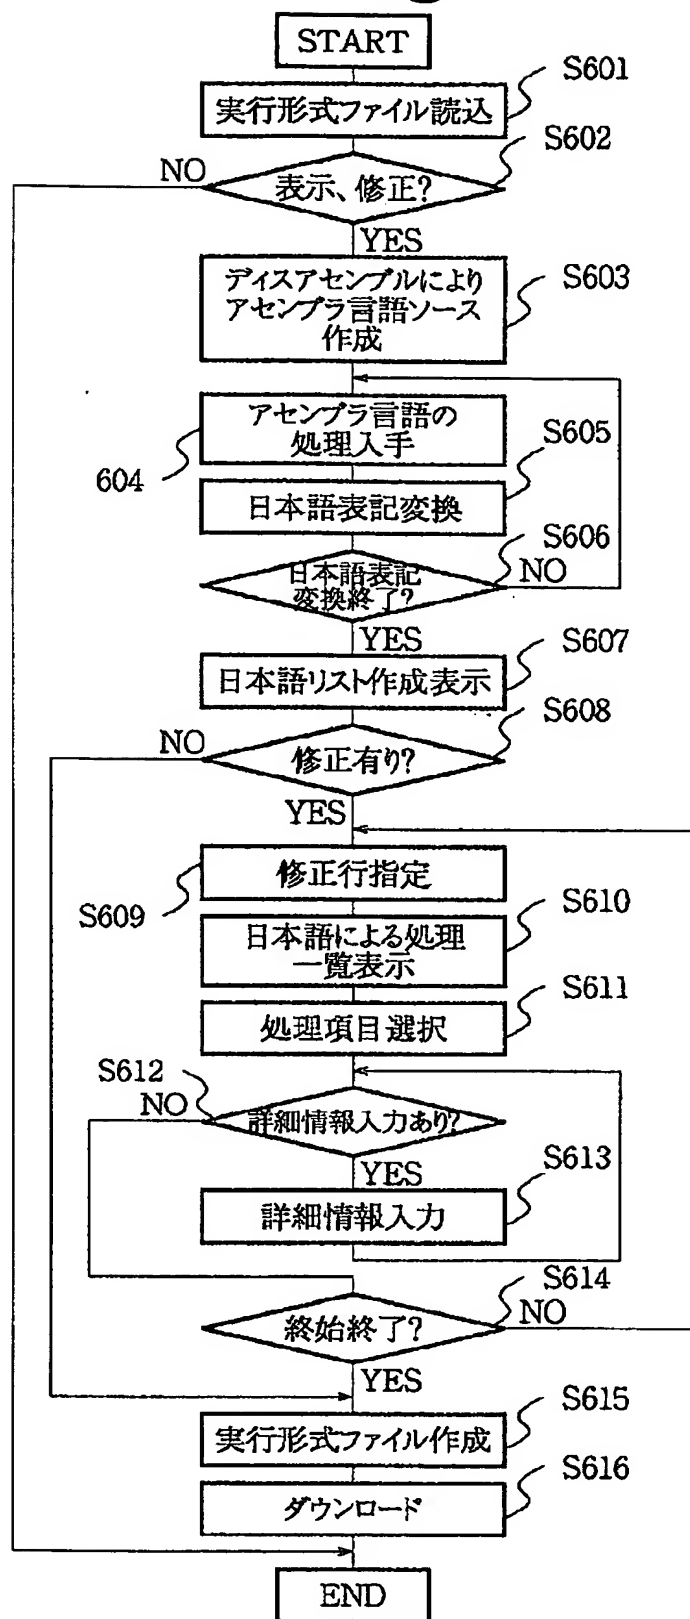 START
S601
実行形式ファイル読込
S602
NO
表示、修正?
YES
S603
ディスアセンブルにより
アセンブラ言語ソース
作成
アセンブラ言語の
処理入手
604
S605
日本語表記変換
S606
日本語表記
変換終了?
NO
YES
S607
日本語リスト作成表示
S608
NO
修正有り?
YES
修正行指定
S609
S610
日本語による処理
一覧表示
S611
処理項目選択
S612
NO
詳細情報入力あり?
YES
S613
詳細情報入力
S614
終始終了?
NO
YES
S615
実行形式ファイル作成
S616
ダウンロード
END